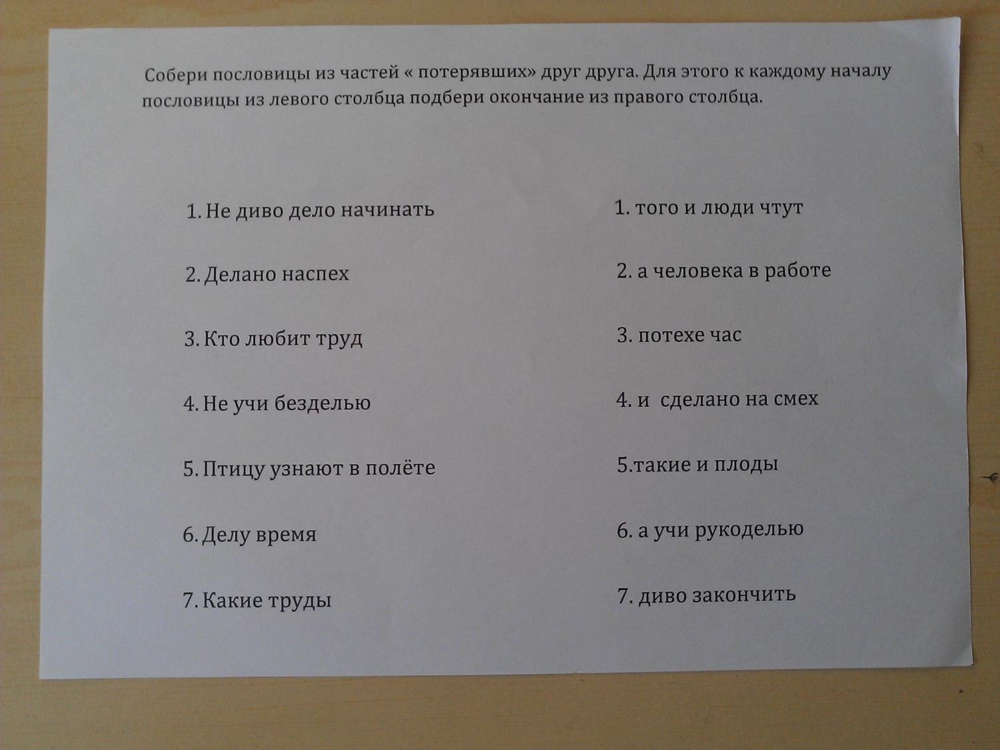 Собери пословицы из частей « потерявших» друг друга. Для этого к каждому началу
пословицы из левого столбца подбери окончание из правого столбца.
1. Не диво дело начинать
1. того и люди чтут
2. Делано наспех
2. а человека в работе
3. Кто любит труд
3. потехе час
4. Не учи безделью
4. и  сделано на смех
5. Птицу узнают в полёте
5.такие и плоды
6. Делу время
6. а учи рукоделью
7. Какие труды
7. диво закончить